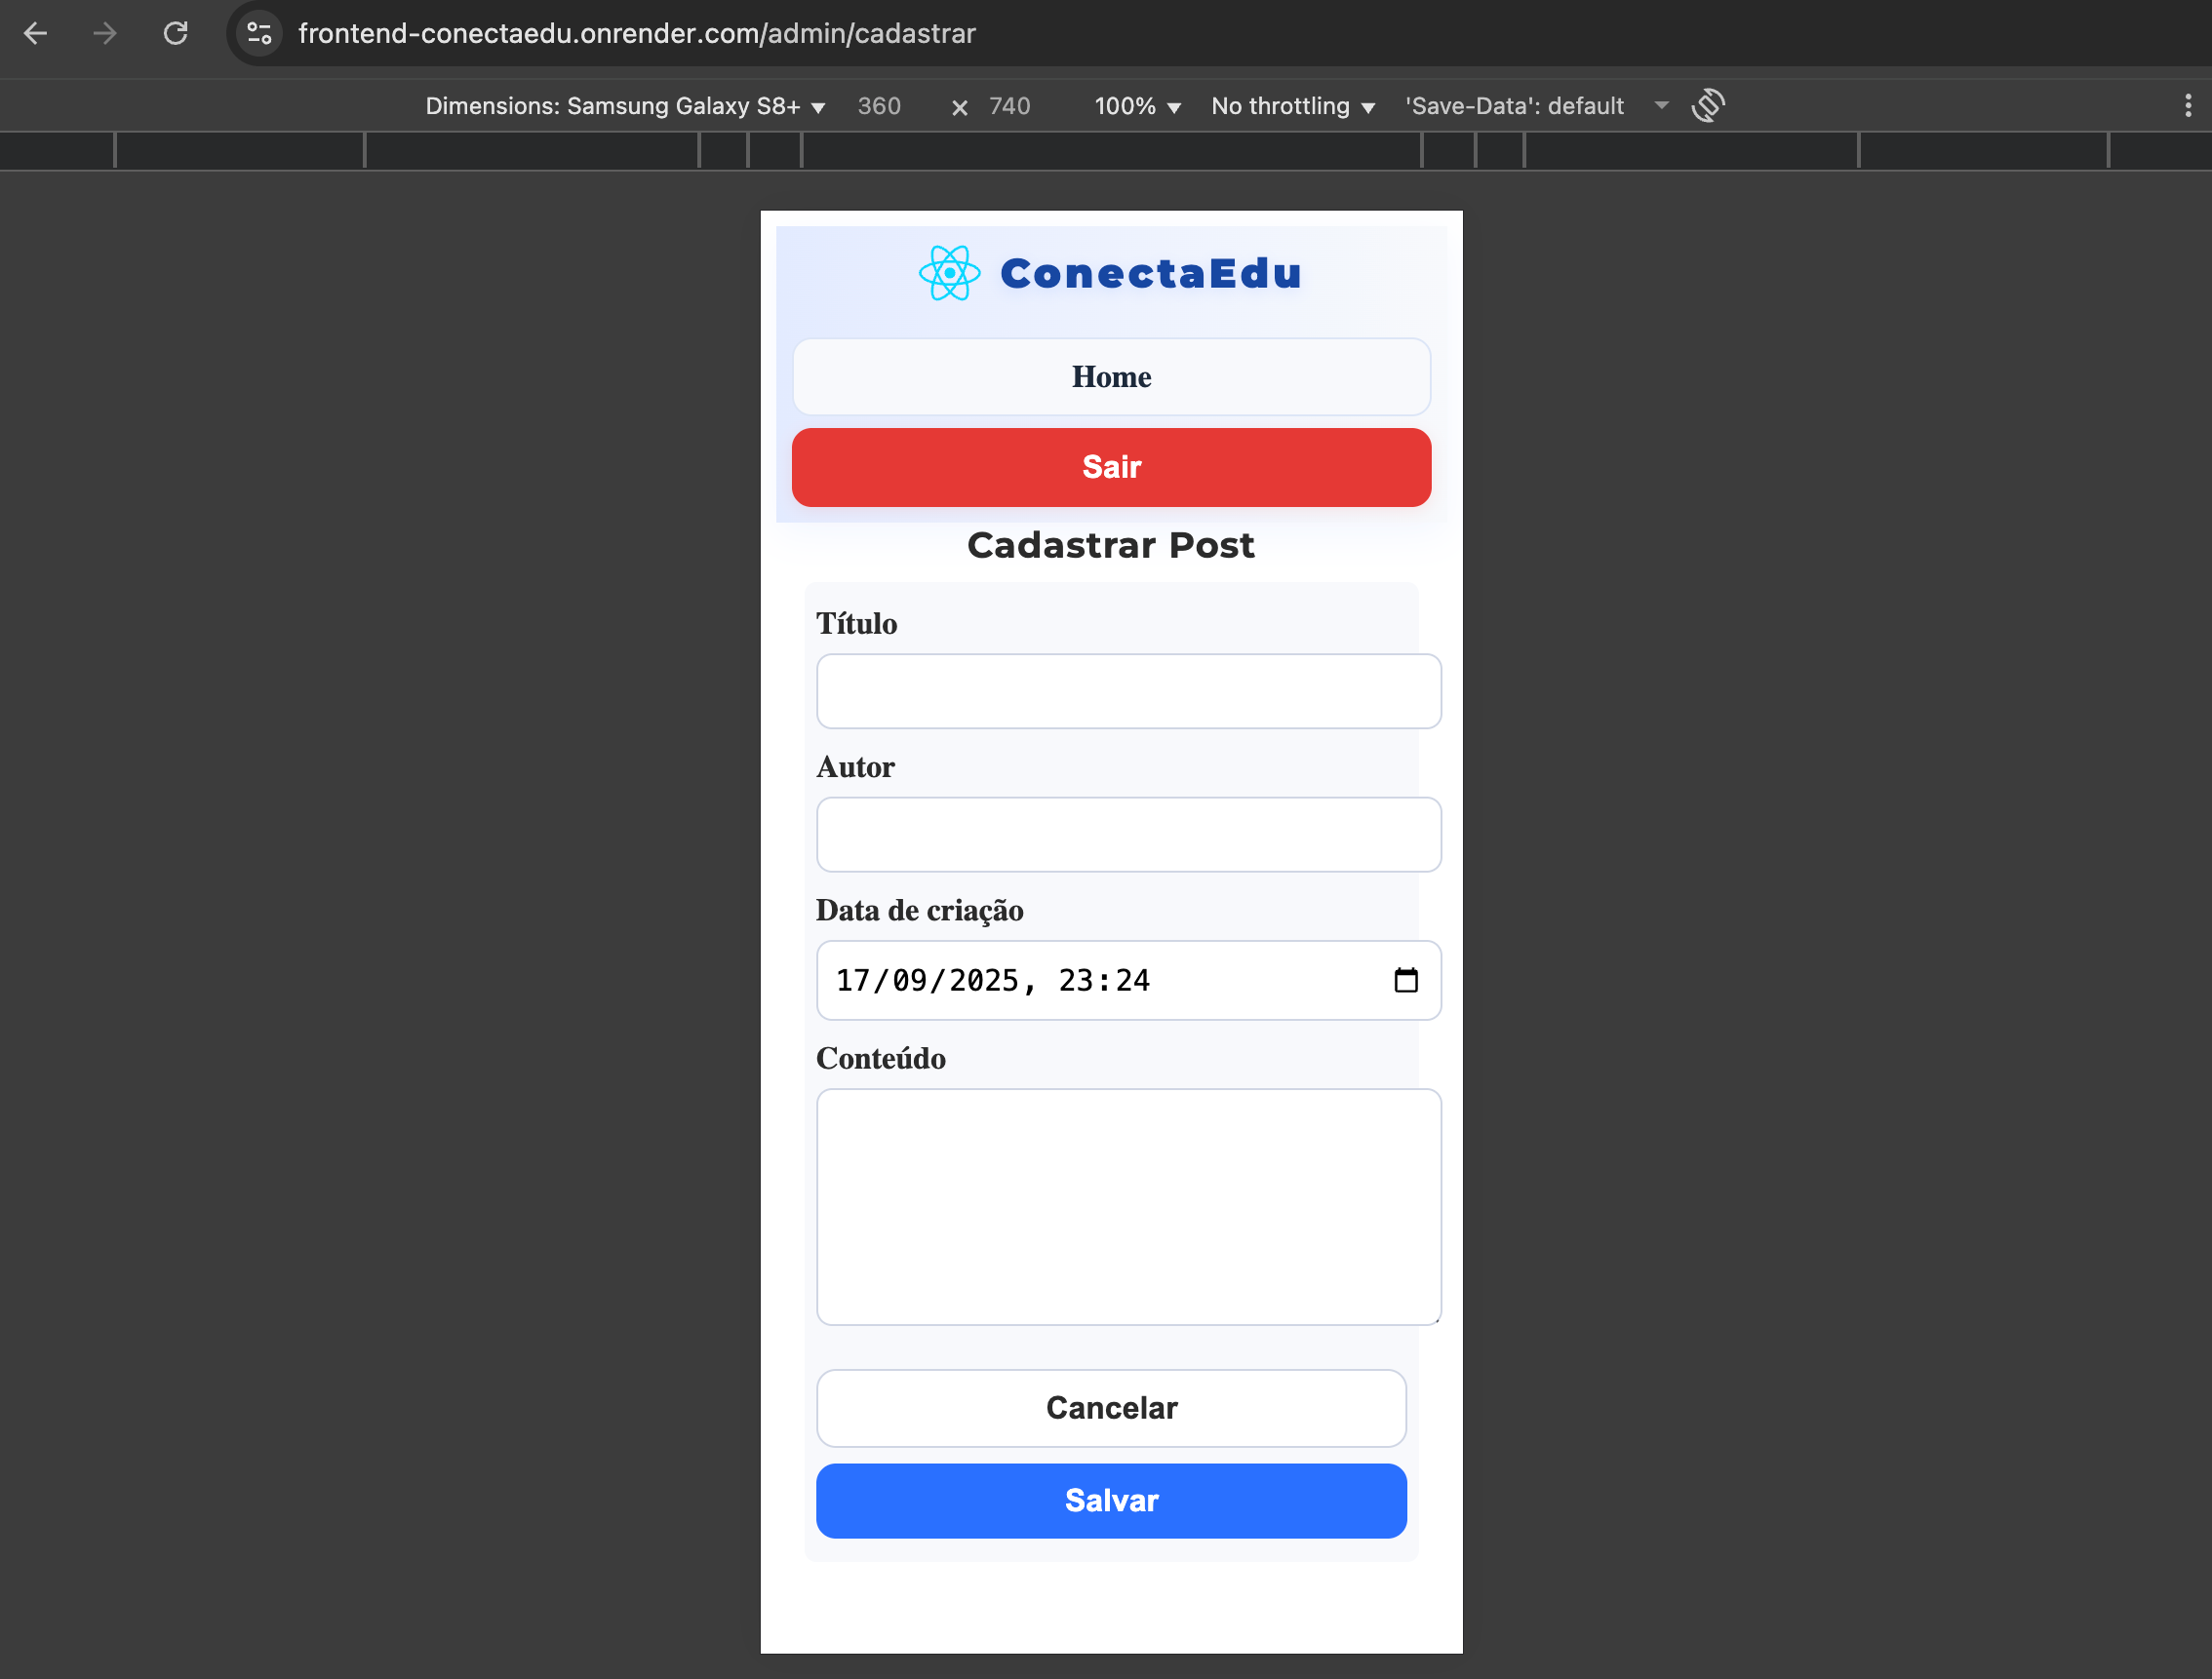 frontend-conectaedu.onrender.com/admin/cadastrar
Dimensions: Samsung Galaxy S8+ 360 × 740 100% No throttling 'Save-Data': default
ConectaEdu
Home
Sair
Cadastrar Post
Título
Autor
Data de criação
17/09/2025, 23:24
Conteúdo
Cancelar
Salvar